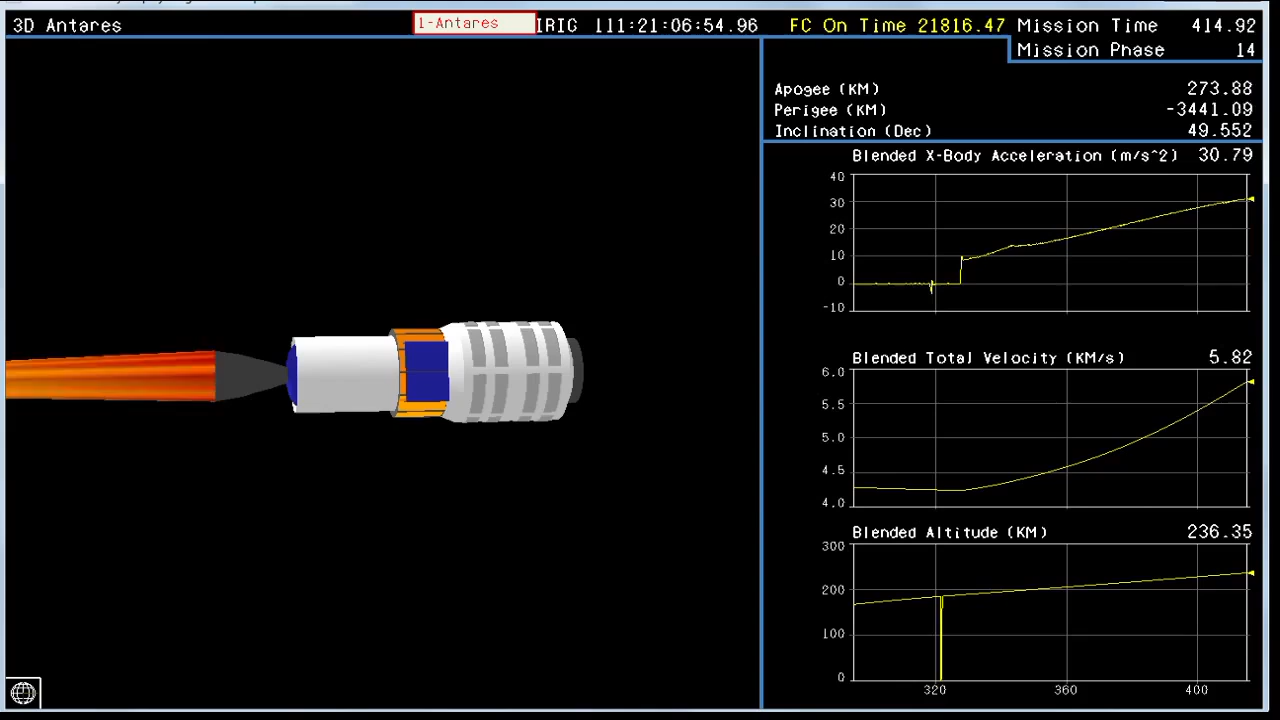 3D Antares
1-Antares
IRIG 111:21:06:54.96
FC On Time 21816.47
Mission Time 414.92
Mission Phase 14
Apogee (KM) 273.88
Perigee (KM) -3441.09
Inclination (Dec) 49.552
Blended X-Body Acceleration (m/s^2) 30.79
40
30
20
10
0
-10
Blended Total Velocity (KM/s) 5.82
6.0
5.5
5.0
4.5
4.0
Blended Altitude (KM) 236.35
300
200
100
0
320 360 400